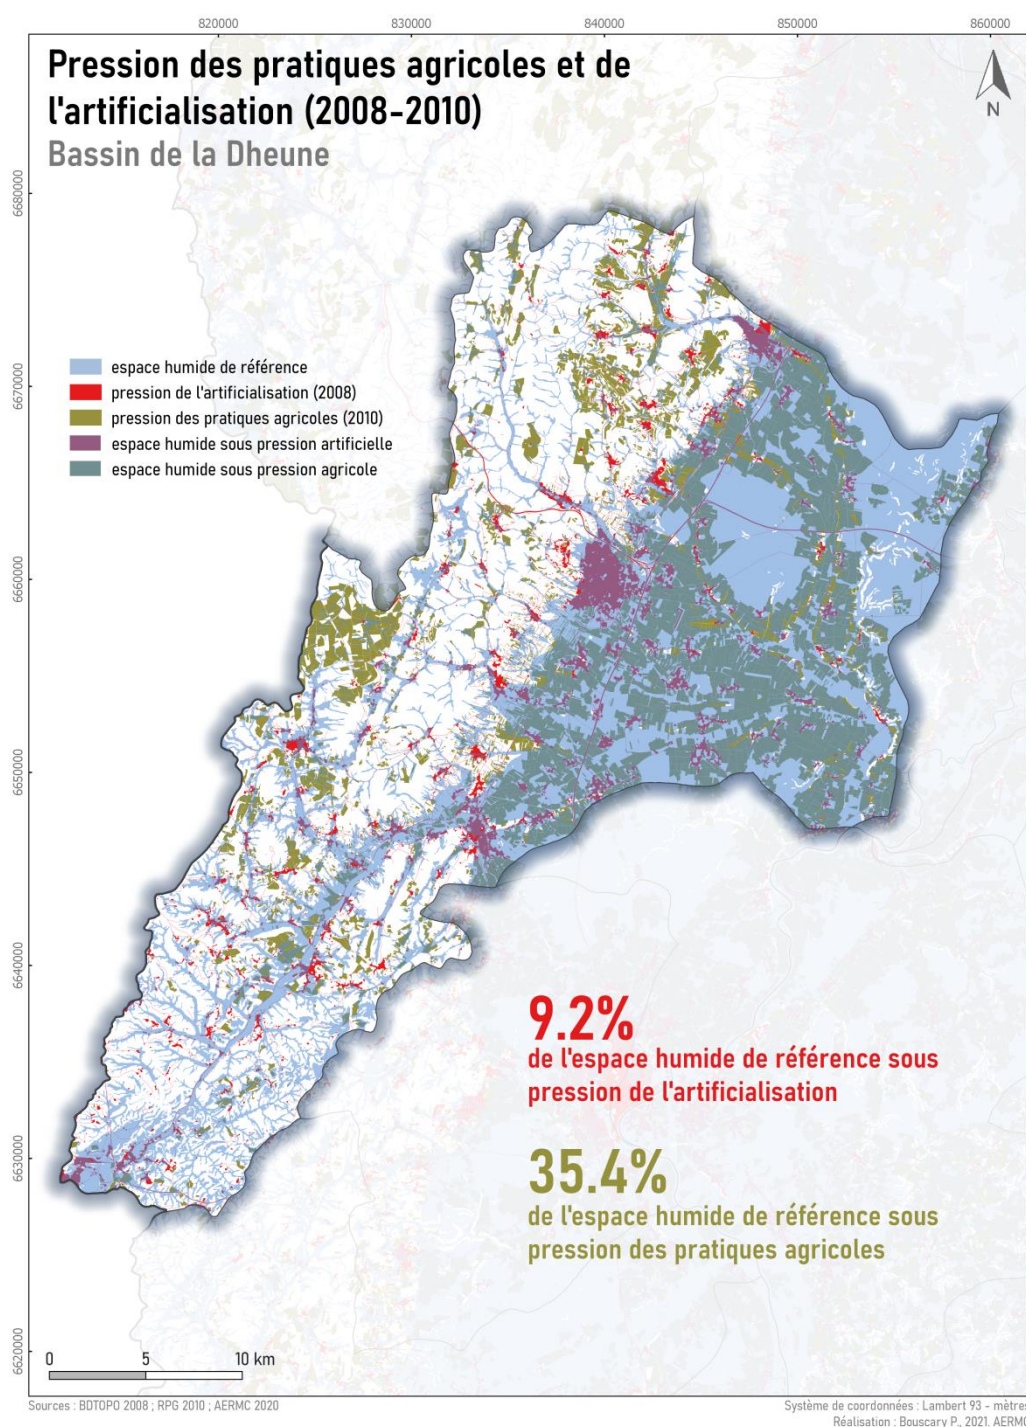 820000
830000
840000
850000
860000
Pression des pratiques agricoles et de
l'artificialisation (2008-2010)
Bassin de la Dheune
N
6680000
6670000
6660000
6650000
6640000
6630000
6620000
espace humide de référence
pression de l'artificialisation (2008)
pression des pratiques agricoles (2010)
espace humide sous pression artificielle
espace humide sous pression agricole
9.2%
de l'espace humide de référence sous
pression de l'artificialisation
35.4%
de l'espace humide de référence sous
pression des pratiques agricoles
0 5 10 km
Sources : BDTOPO 2008 ; RPG 2010 ; AERMC 2020
Système de coordonnées : Lambert 93 - mètres
Réalisation : Bouscary P., 2021. AERMC